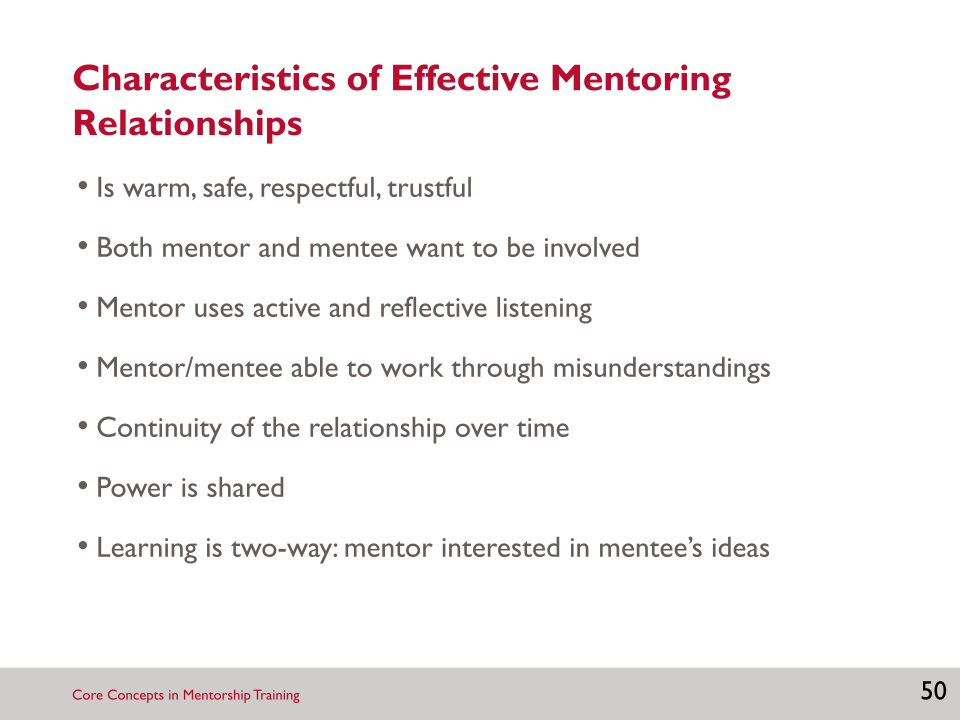 Characteristics of Effective Mentoring
Relationships
• Is warm, safe, respectful, trustful
• Both mentor and mentee want to be involved
• Mentor uses active and reflective listening
• Mentor/mentee able to work through misunderstandings
• Continuity of the relationship over time
• Power is shared
• Learning is two-way: mentor interested in mentee’s ideas
Core Concepts in Mentorship Training
50